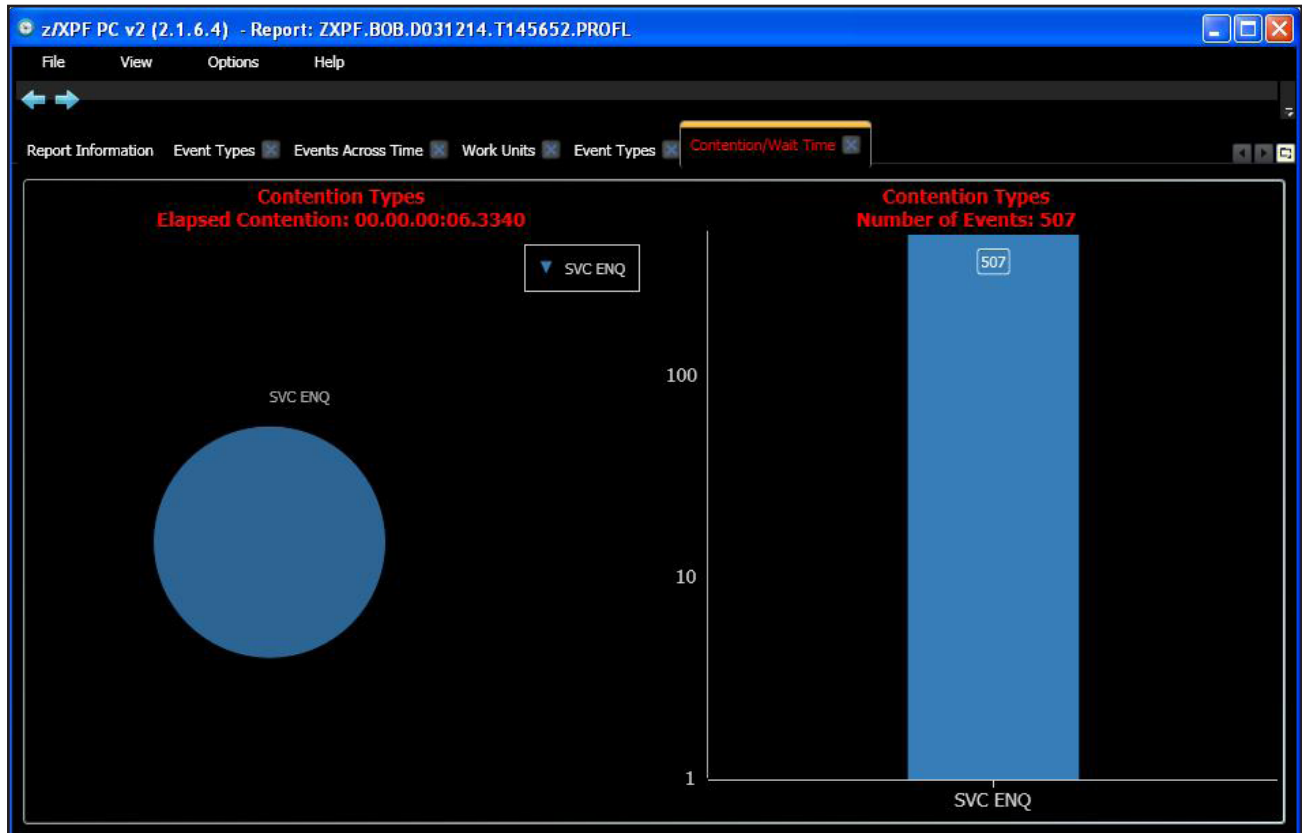 z/XPF PC v2 (2.1.6.4) - Report: ZXPF.BOB.D031214.T145652.PROFL
File View Options Help
Report Information Event Types Events Across Time Work Units Event Types Contention/Wait Time
Contention Types
Elapsed Contention: 00.00.00:06.3340
SVC ENQ
SVC ENQ
Contention Types
Number of Events: 507
507
100
10
1
SVC ENQ